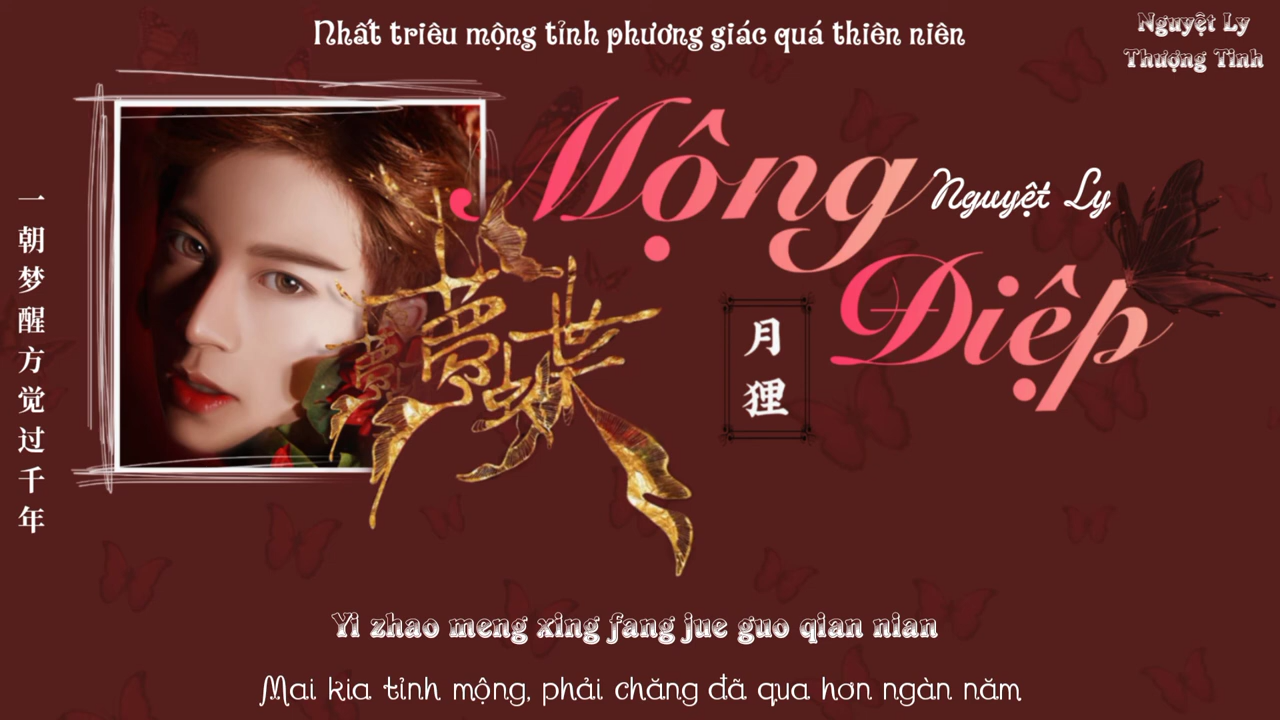 Nhất triêu mộng tỉnh phương giác quá thiên niên
Nguyệt Ly
Thượng Tinh
一朝梦醒方觉过千年
Mộng
Nguyệt Ly
Điệp
夢蝶
月狸
Yi zhao meng xing fang jue guo qian nian
Mai kia tỉnh mộng, phải chăng đã qua hơn ngàn năm